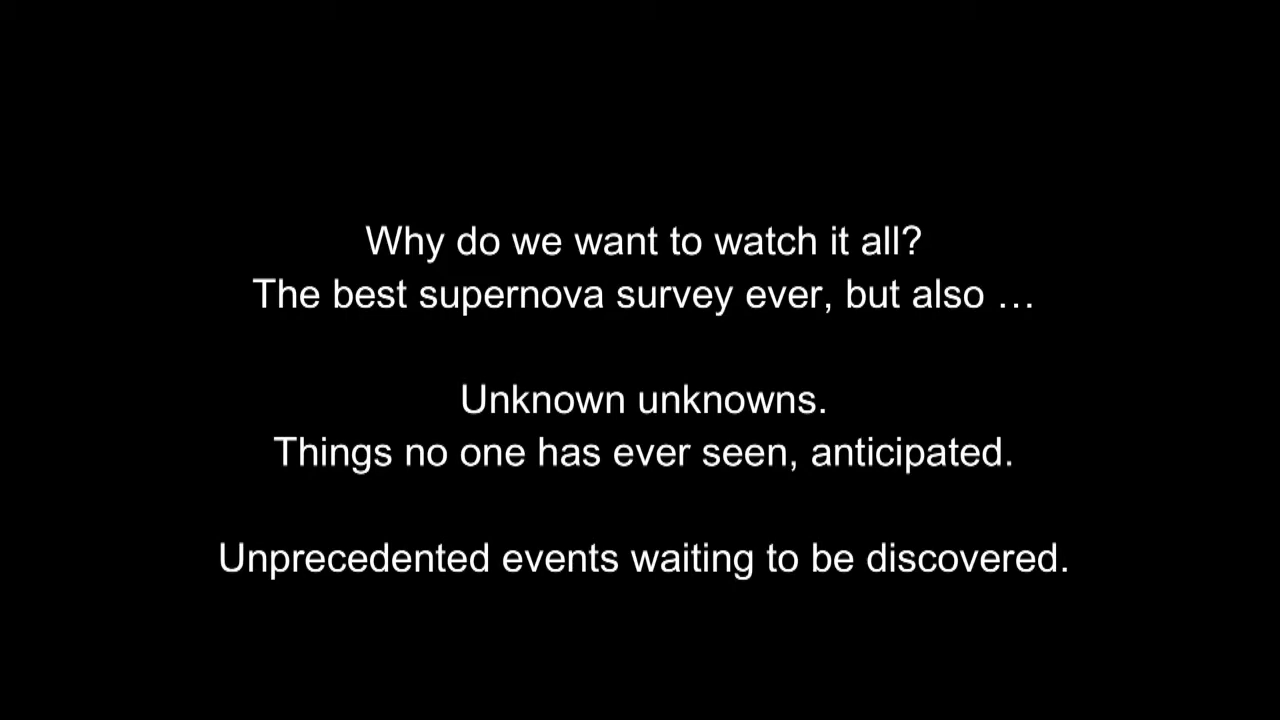 Why do we want to watch it all?
The best supernova survey ever, but also …
Unknown unknowns.
Things no one has ever seen, anticipated.
Unprecedented events waiting to be discovered.